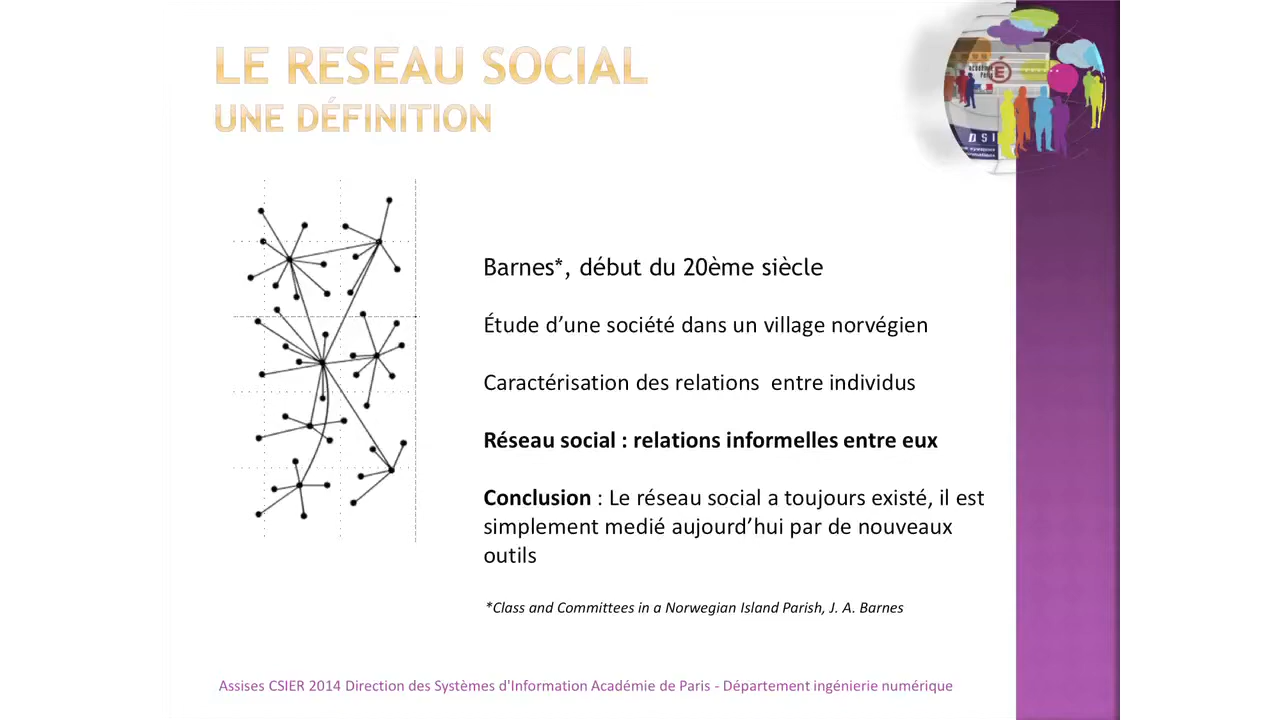 LE RESEAU SOCIAL
UNE DÉFINITION
académie
Paris
É
DSI
Barnes*, début du 20ème siècle
Étude d’une société dans un village norvégien
Caractérisation des relations  entre individus
Réseau social : relations informelles entre eux
Conclusion : Le réseau social a toujours existé, il est
simplement medié aujourd’hui par de nouveaux
outils
*Class and Committees in a Norwegian Island Parish, J. A. Barnes
Assises CSIER 2014 Direction des Systèmes d'Information Académie de Paris - Département ingénierie numérique